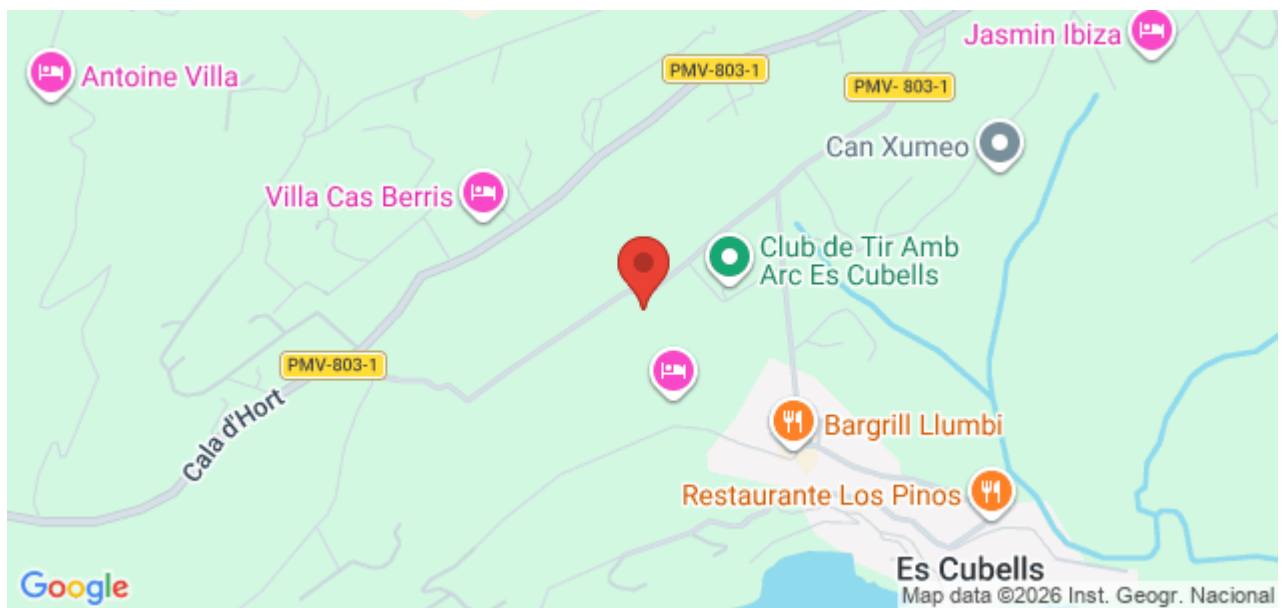 Jasmin Ibiza
Antoine Villa
PMV-803-1
PMV- 803-1
Can Xumeo
Villa Cas Berris
Club de Tir Amb
Arc Es Cubells
PMV-803-1
Cala d'Hort
Bargrill Llumbi
Restaurante Los Pinos
Es Cubells
Google
Map data ©2026 Inst. Geogr. Nacional